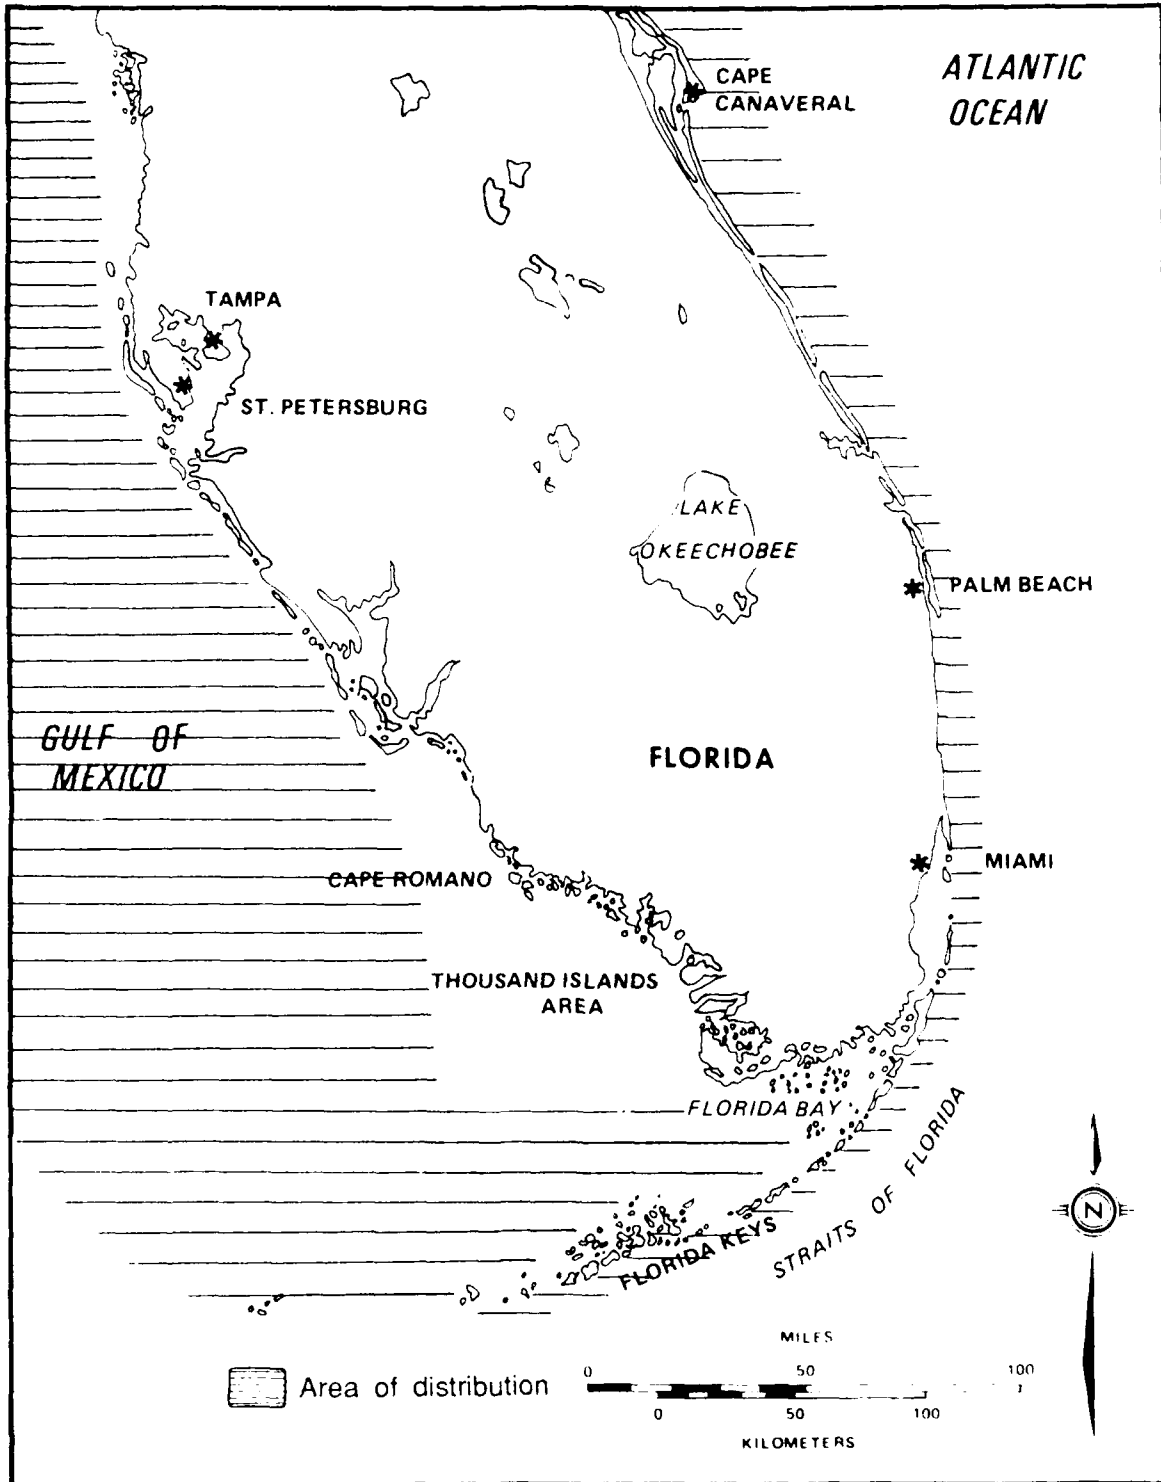 ATLANTIC
OCEAN
CAPE
CANAVERAL
TAMPA
ST. PETERSBURG
LAKE
OKEECHOBEE
PALM BEACH
GULF OF
MEXICO
FLORIDA
MIAMI
CAPE ROMANO
THOUSAND ISLANDS
AREA
FLORIDA BAY
STRAITS OF FLORIDA
FLORIDA KEYS
N
MILES
0 50 100
Area of distribution
0 50 100
KILOMETERS